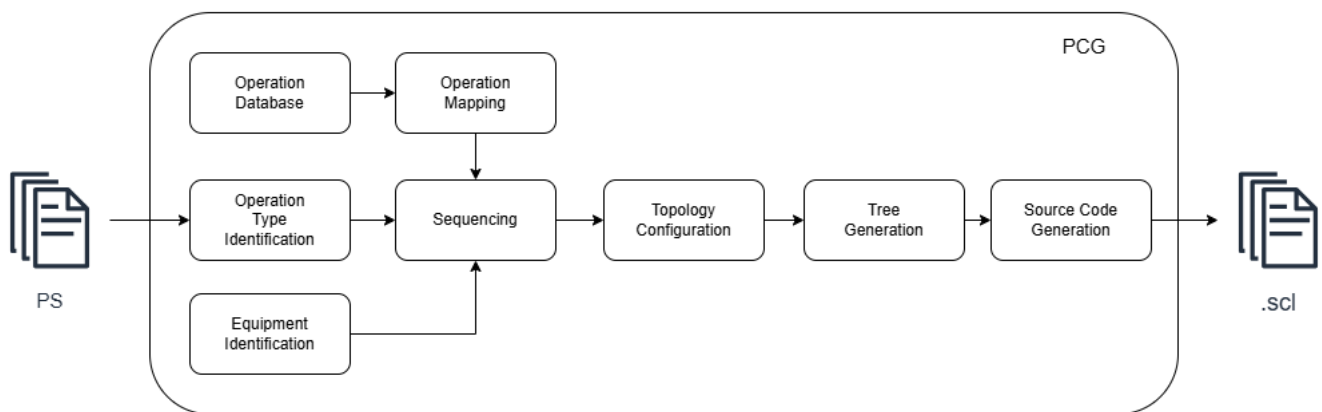 PCG
Operation
Database
Operation
Mapping
Operation
Type
Identification
Sequencing
Topology
Configuration
Tree
Generation
Source Code
Generation
Equipment
Identification
PS
.scl